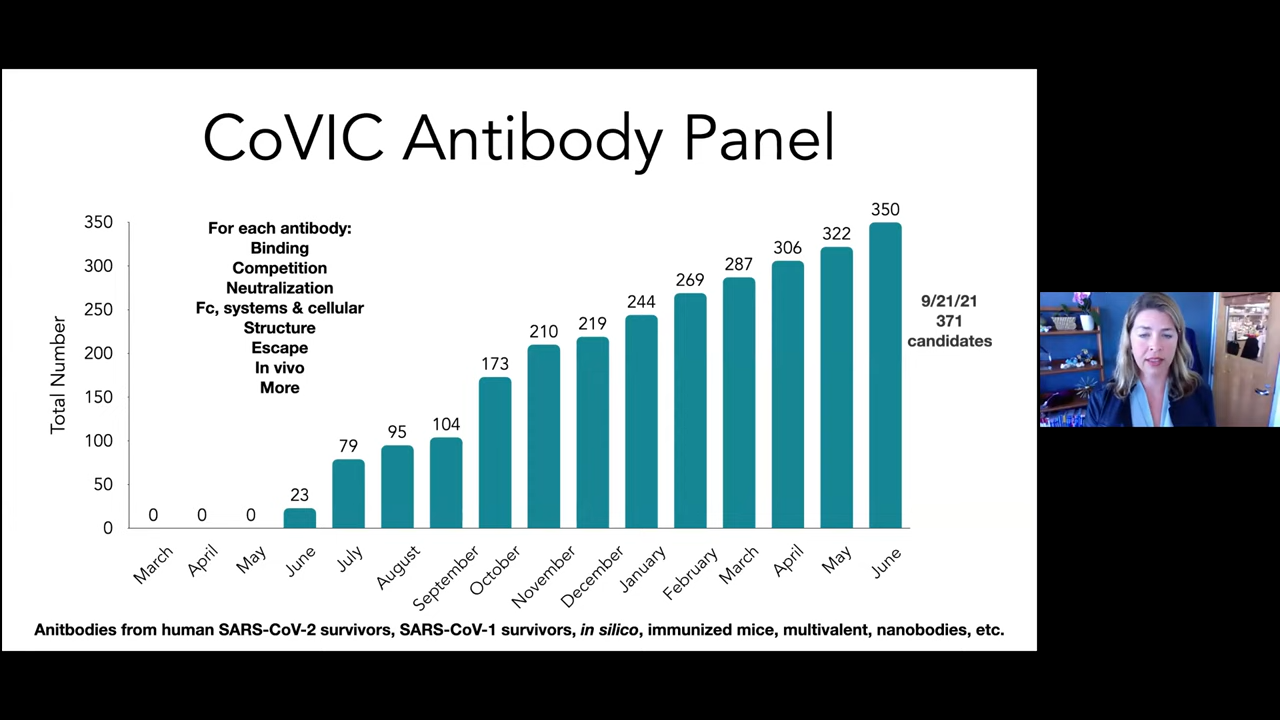 CoVIC Antibody Panel
For each antibody:
Binding
Competition
Neutralization
Fc, systems & cellular
Structure
Escape
In vivo
More
Total Number
350
300
250
200
150
100
50
0
0
0
0
23
79
95
104
173
210
219
244
269
287
306
322
350
9/21/21
371
candidates
March
April
May
June
July
August
September
October
November
December
January
February
March
April
May
June
Anitbodies from human SARS-CoV-2 survivors, SARS-CoV-1 survivors, in silico, immunized mice, multivalent, nanobodies, etc.